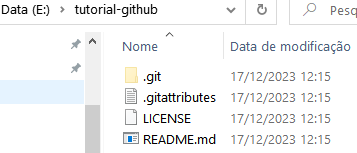 Data (E:) > tutorial-github
Pesquisar
Nome Data de modificação
.git 17/12/2023 12:15
.gitattributes 17/12/2023 12:15
LICENSE 17/12/2023 12:15
README.md 17/12/2023 12:15